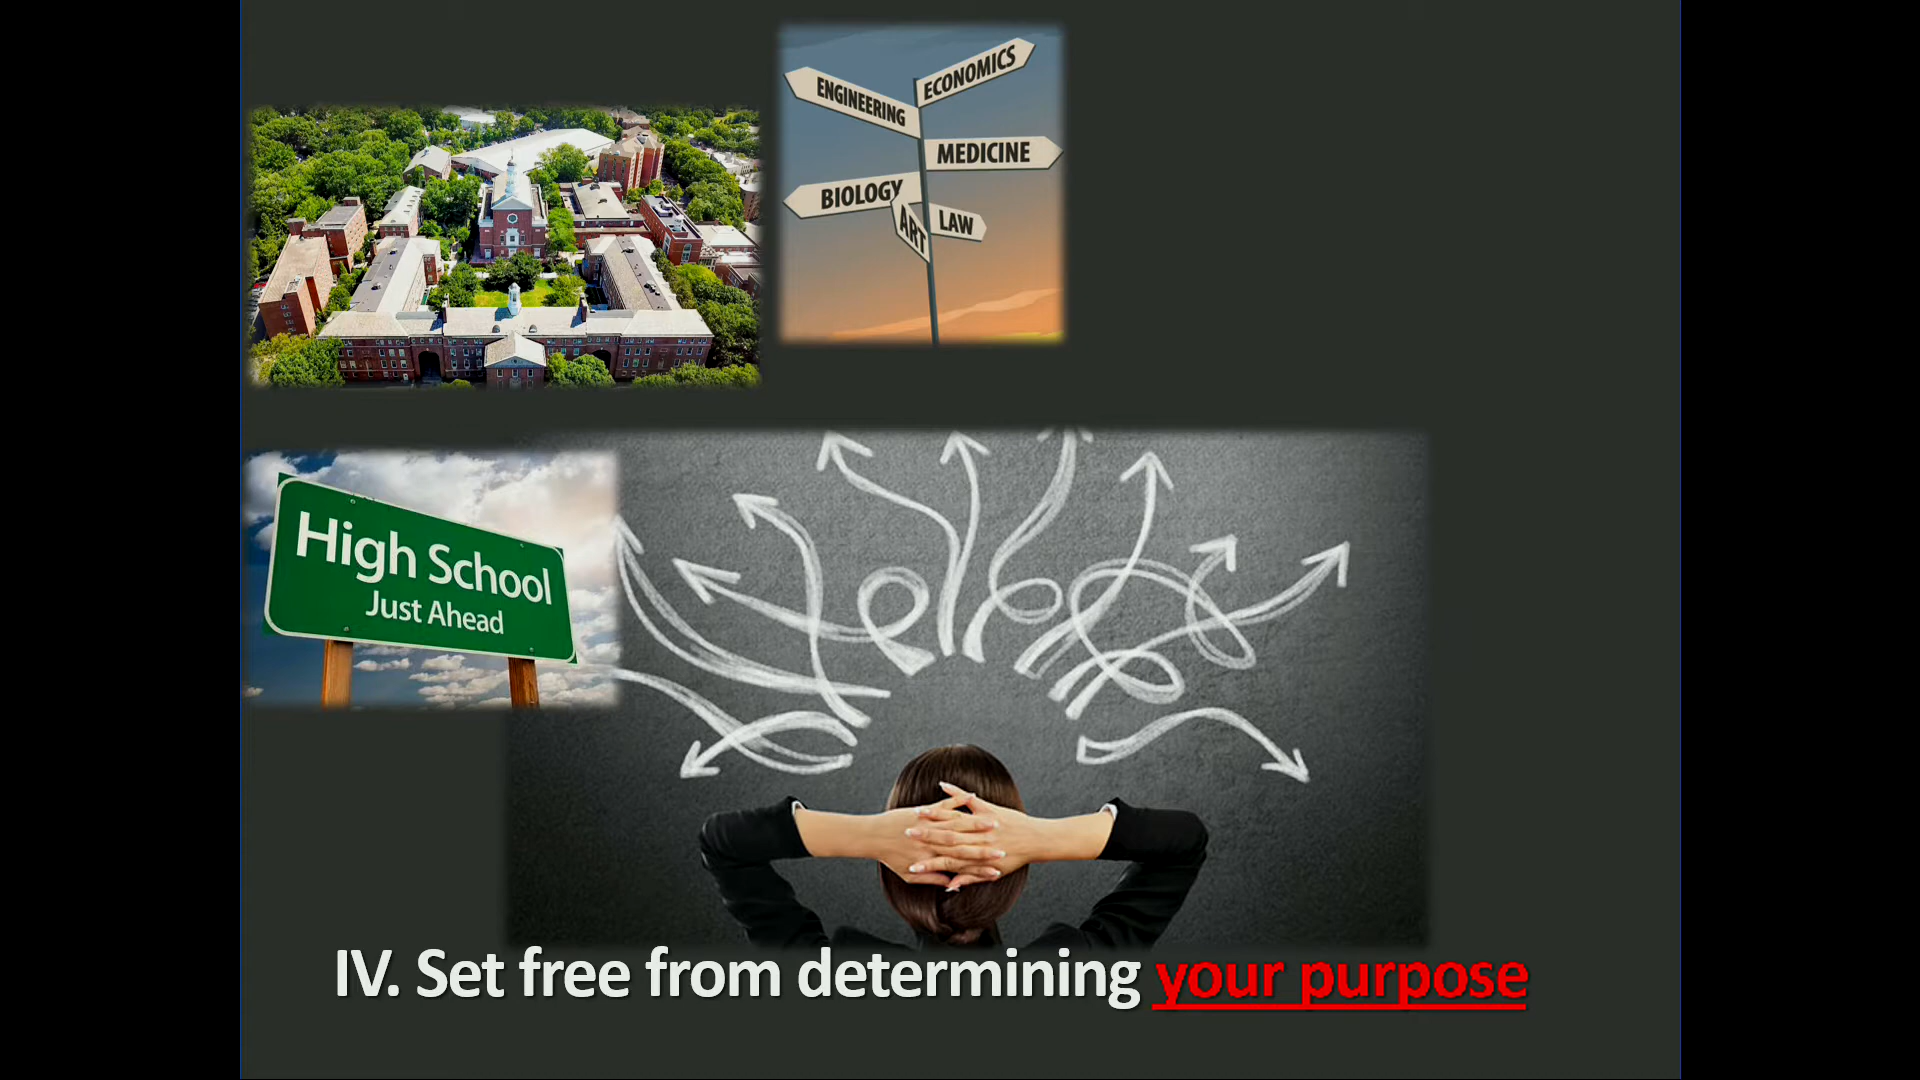 ECONOMICS
ENGINEERING
MEDICINE
BIOLOGY
ART
LAW
High School
Just Ahead
IV. Set free from determining your purpose